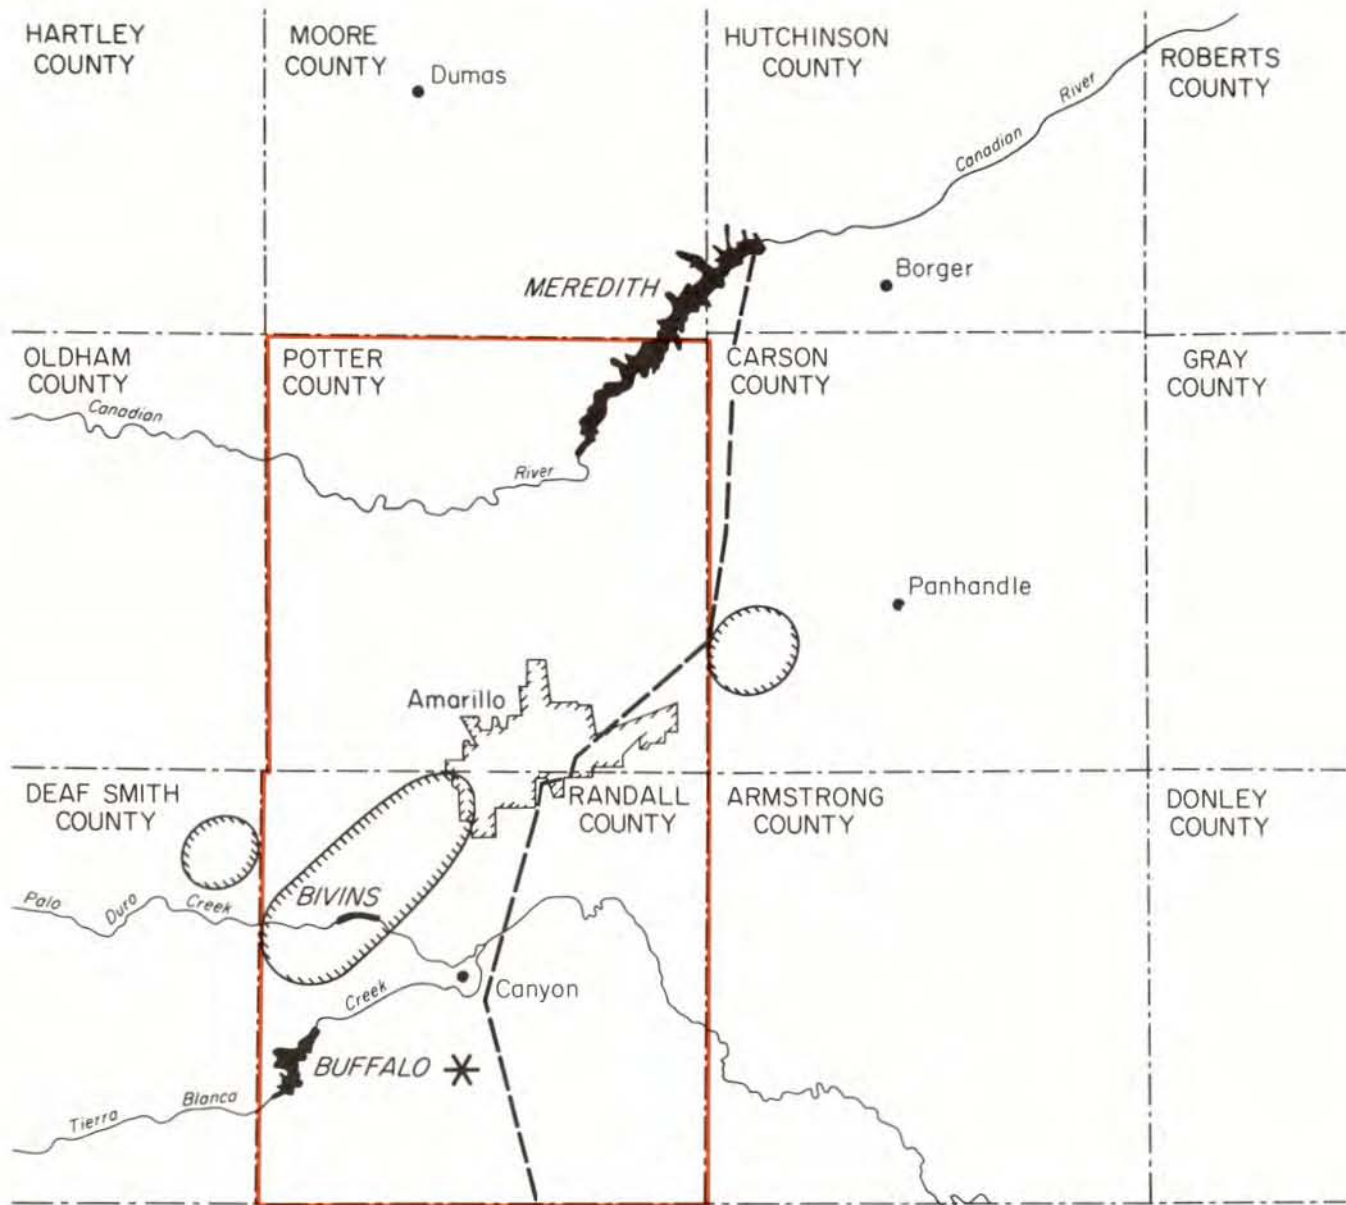 HARTLEY
COUNTY
MOORE
COUNTY
Dumas
HUTCHINSON
COUNTY
ROBERTS
COUNTY
Canadian River
MEREDITH
Borger
OLDHAM
COUNTY
POTTER
COUNTY
CARSON
COUNTY
GRAY
COUNTY
Canadian River
Panhandle
Amarillo
DEAF SMITH
COUNTY
RANDALL
COUNTY
ARMSTRONG
COUNTY
DONLEY
COUNTY
Palo Duro Creek
BIVINS
Canyon
Tierra Blanca Creek
BUFFALO *